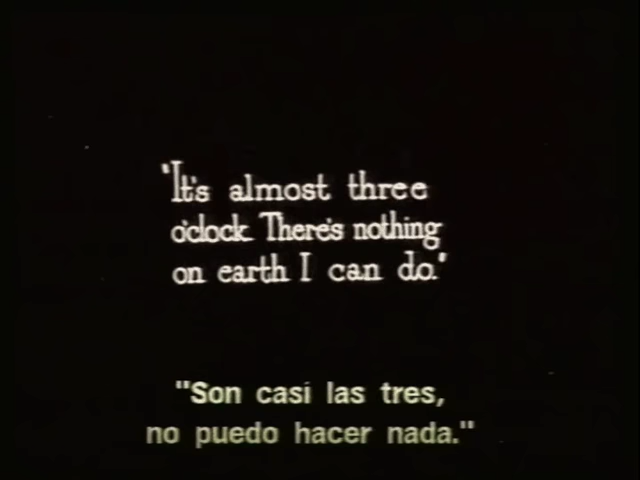 "It's almost three
o'clock. There's nothing
on earth I can do."
"Son casi las tres,
no puedo hacer nada."